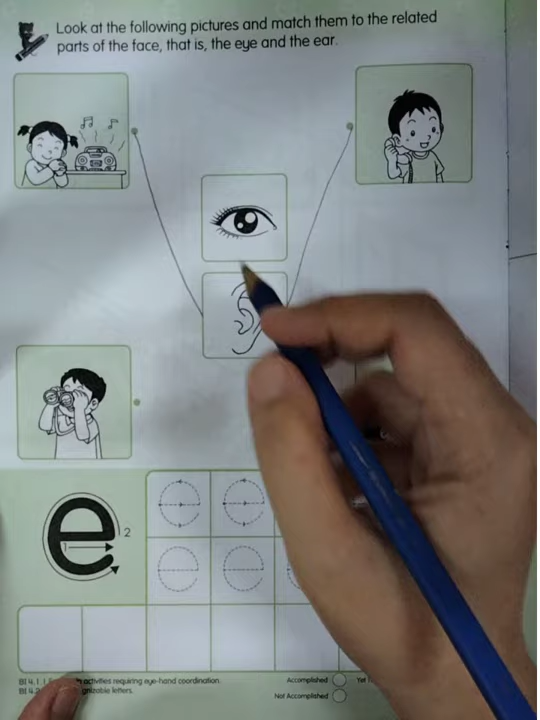 Look at the following pictures and match them to the related
parts of the face, that is, the eye and the ear.
e
1
2
activities requiring eye-hand coordination.
Accomplished
Not Accomplished
letters.